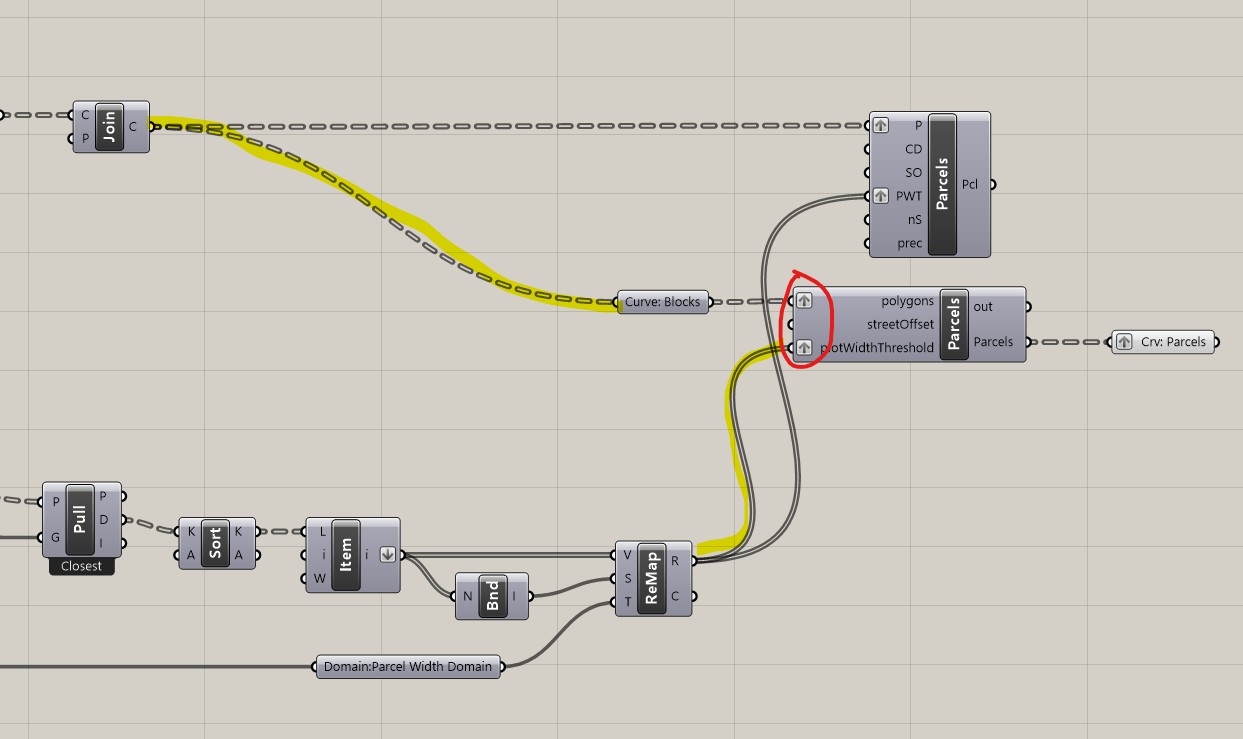 C
P
Join
C
P
CD
SO
PWT
nS
prec
Parcels
Pcl
Curve: Blocks
polygons
streetOffset
plotWidthThreshold
Parcels
out
Parcels
Crv: Parcels
P
G
Pull
P
D
I
Closest
K
A
Sort
K
A
L
i
W
Item
i
N
Bnd
I
V
S
T
ReMap
R
C
Domain:Parcel Width Domain